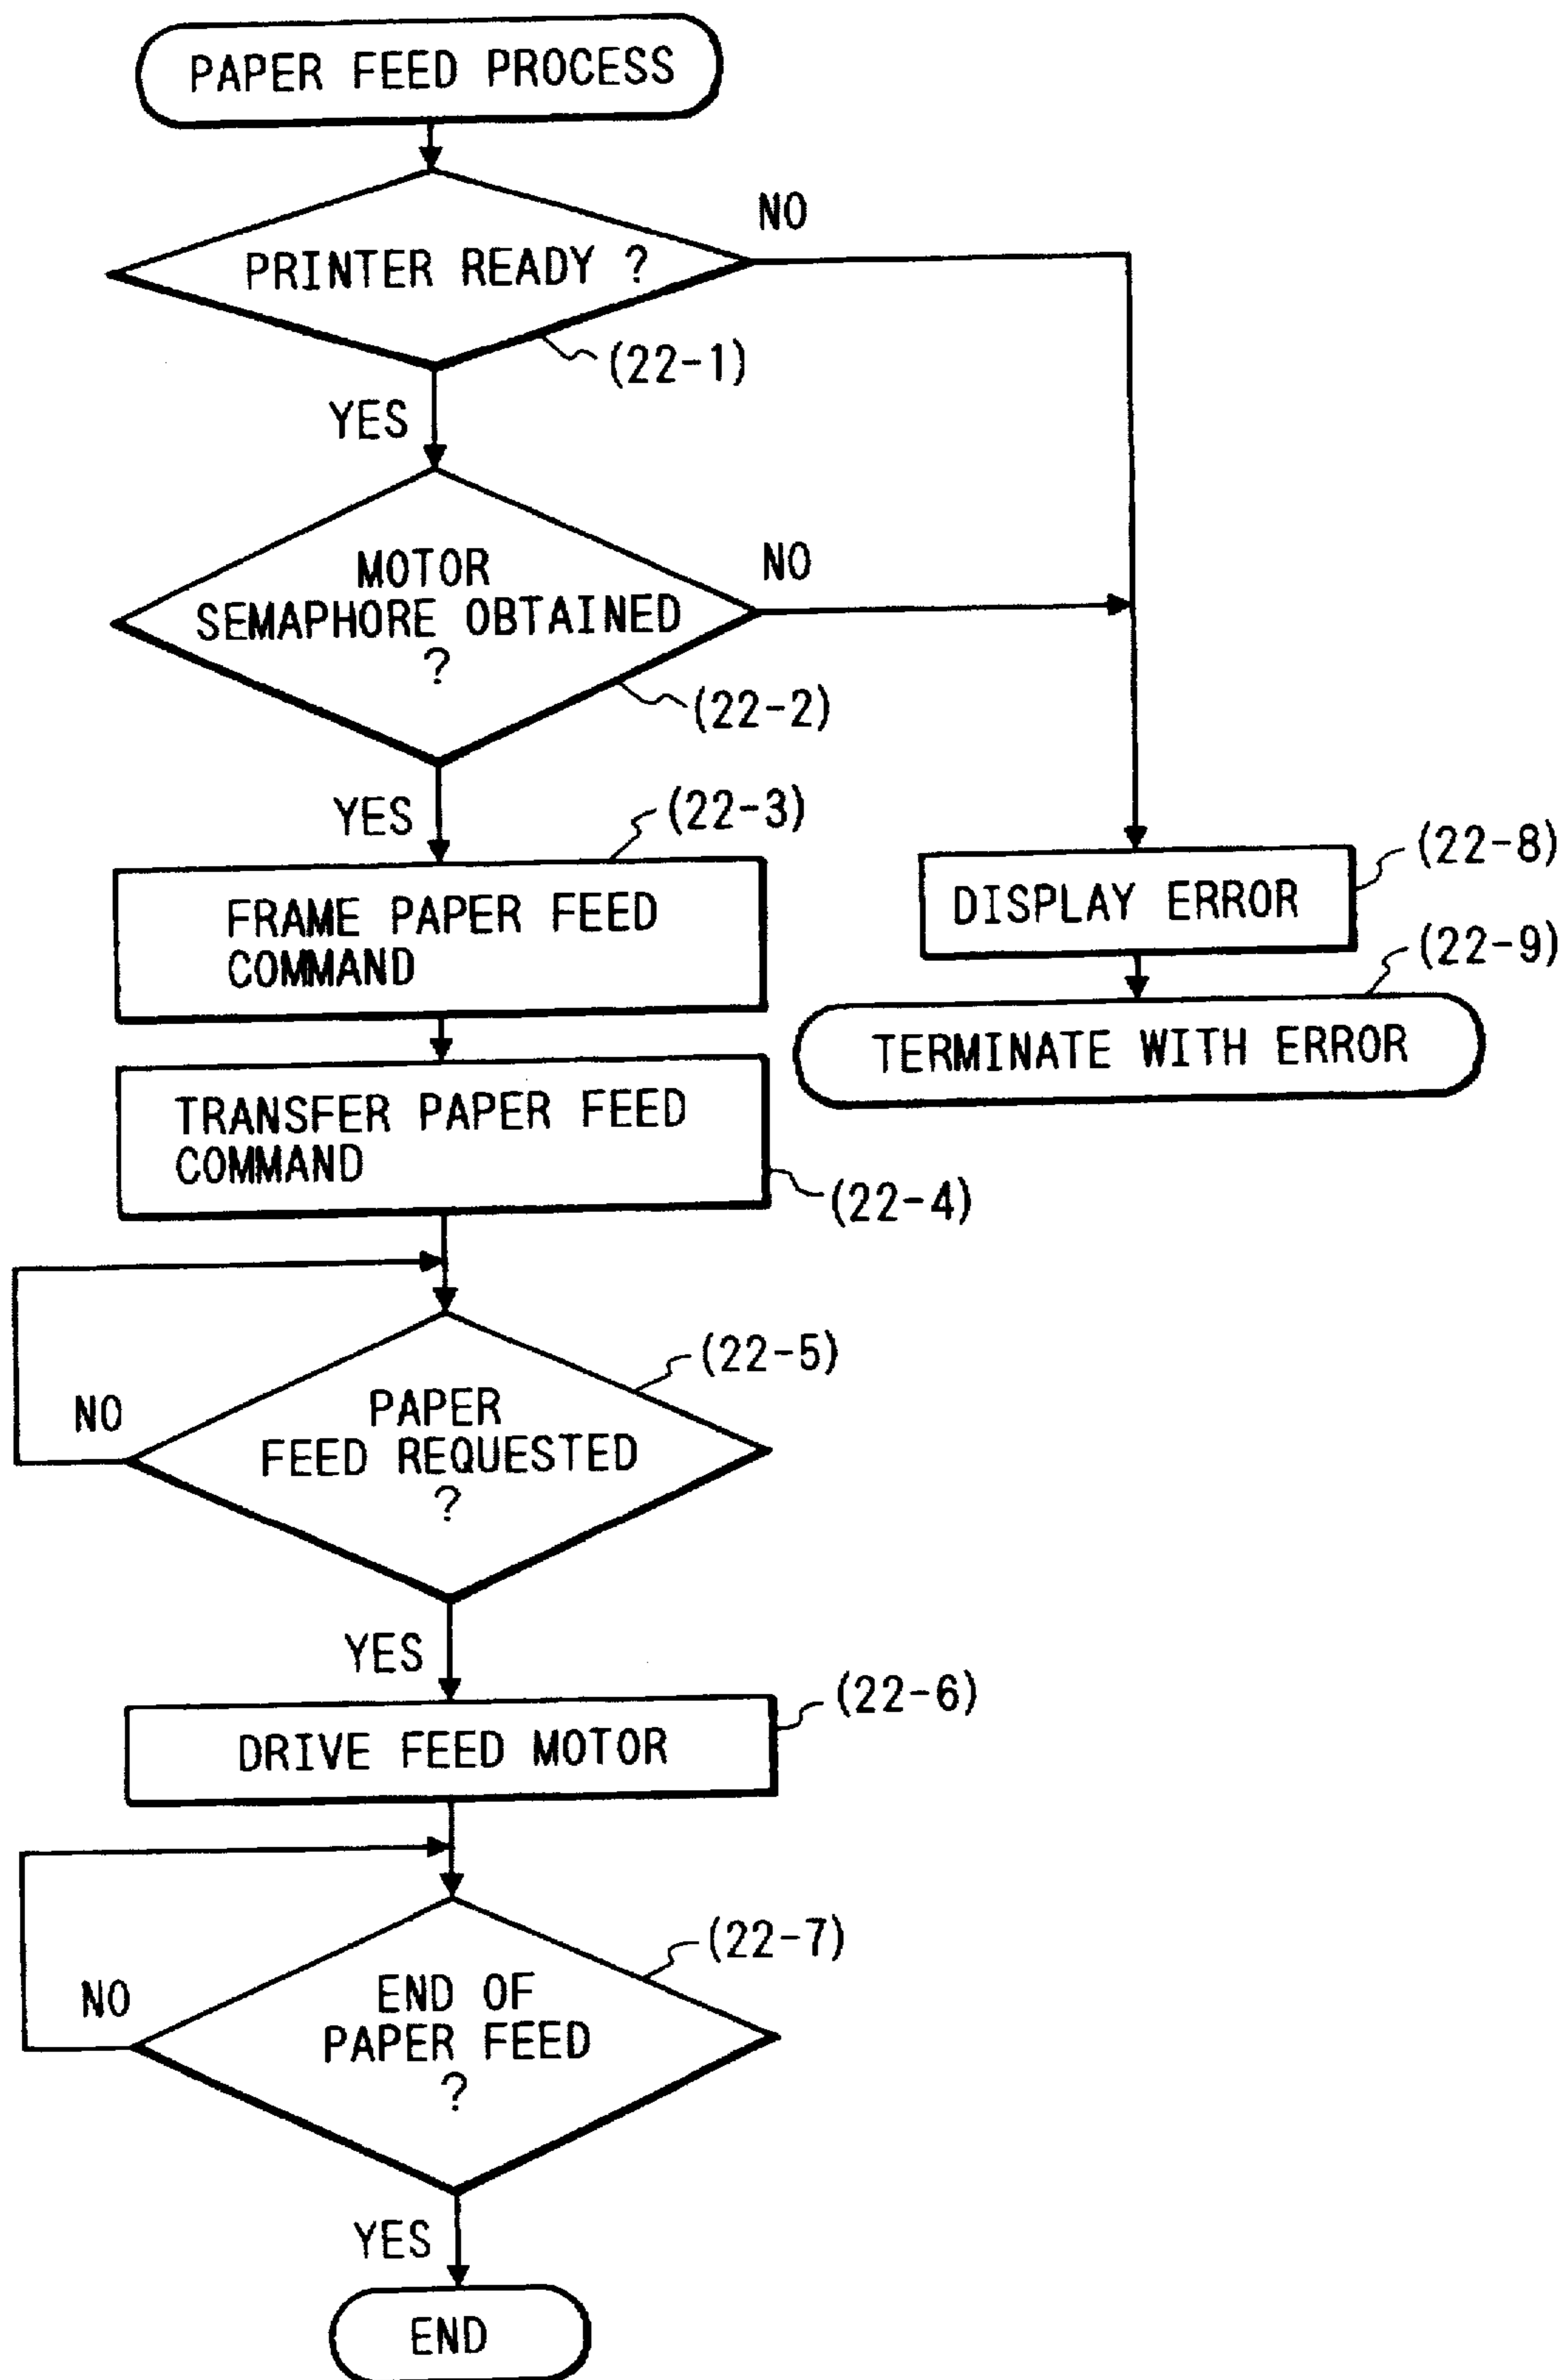 PAPER FEED PROCESS
PRINTER READY ?
NO
(22-1)
YES
MOTOR
SEMAPHORE OBTAINED
?
NO
(22-2)
YES
(22-3)
FRAME PAPER FEED
COMMAND
DISPLAY ERROR
(22-8)
(22-9)
TERMINATE WITH ERROR
TRANSFER PAPER FEED
COMMAND
(22-4)
(22-5)
NO
PAPER
FEED REQUESTED
?
YES
(22-6)
DRIVE FEED MOTOR
(22-7)
NO
END OF
PAPER FEED
?
YES
END